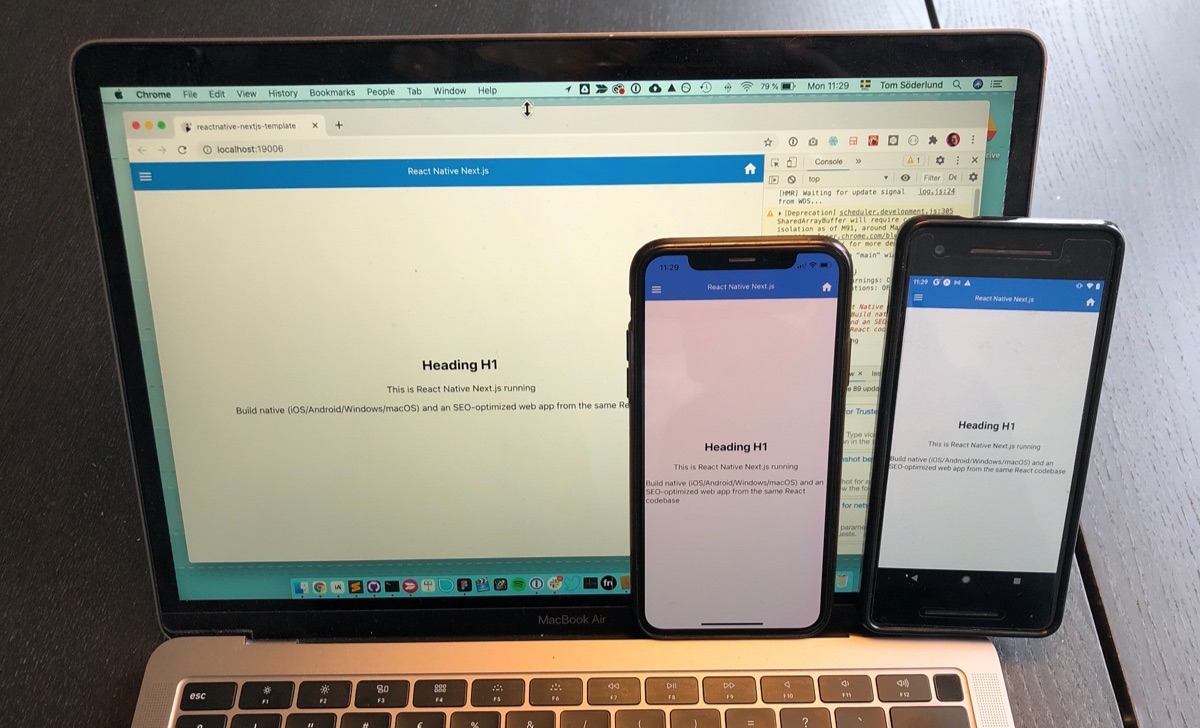 Chrome File Edit View History Bookmarks People Tab Window Help 79 % Mon 11:29 Tom Söderlund
reactnative-nextjs-template
localhost:19006
React Native Next.js
Console
1
top
Filter
[HMR] Waiting for update signal log.js:24
from WDS...
[Deprecation] scheduler.development.js:305
SharedArrayBuffer will require
isolation as of M91, around
for more
"main"
Heading H1
This is React Native Next.js running
Build native (iOS/Android/Windows/macOS) and an SEO-optimized web app from the same Re
11:29
React Native Next.js
Heading H1
This is React Native Next.js running
Build native (iOS/Android/Windows/macOS) and an
SEO-optimized web app from the same React
codebase
11:29
React Native Next.js
Heading H1
This is React Native Next.js running
Build native (iOS/Android/Windows/macOS) and an
SEO-optimized web app from the same React codebase
MacBook Air
esc F1 F2 F3 F4 F5 F6 F7 F8 F9 F10 F11 F12